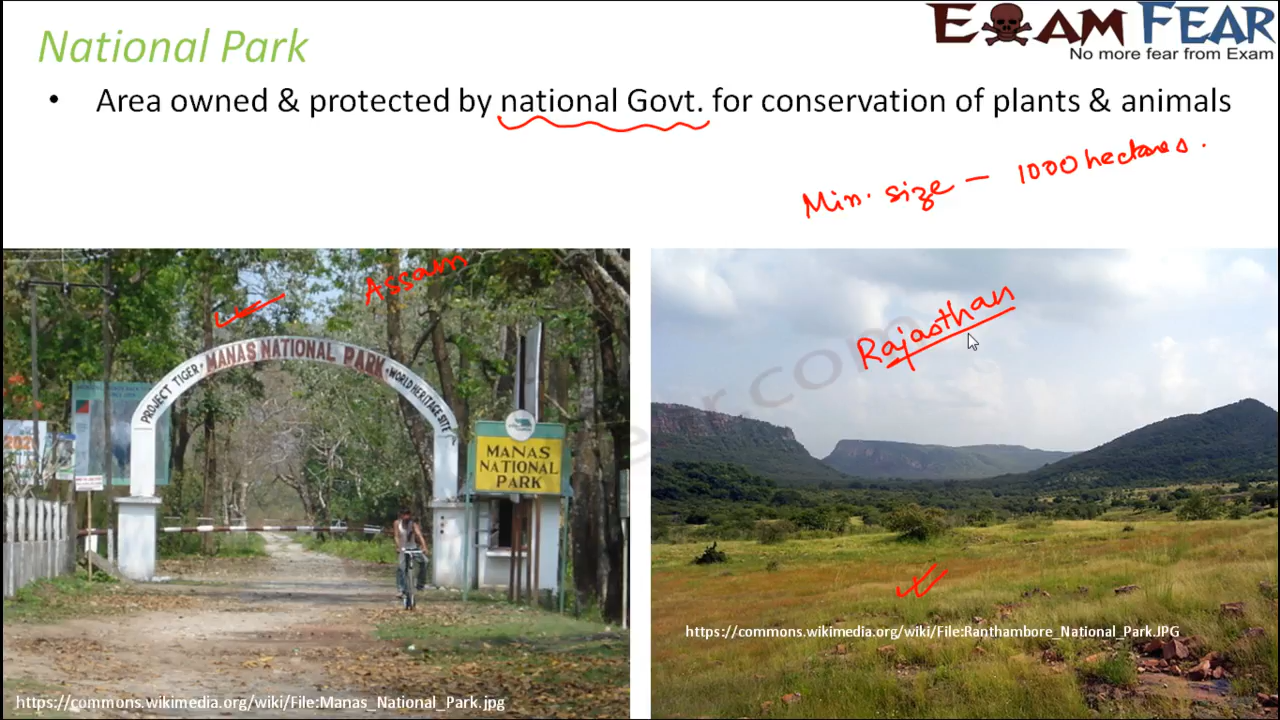 National Park
EXAM FEAR
No more fear from Exam
• Area owned & protected by national Govt. for conservation of plants & animals
Min. size – 1000 hectares.
Assam
Rajasthan
PROJECT TIGER MANAS NATIONAL PARK WORLD HERITAGE SITE
MANAS
NATIONAL
PARK
https://commons.wikimedia.org/wiki/File:Ranthambore_National_Park.JPG
https://commons.wikimedia.org/wiki/File:Manas_National_Park.jpg